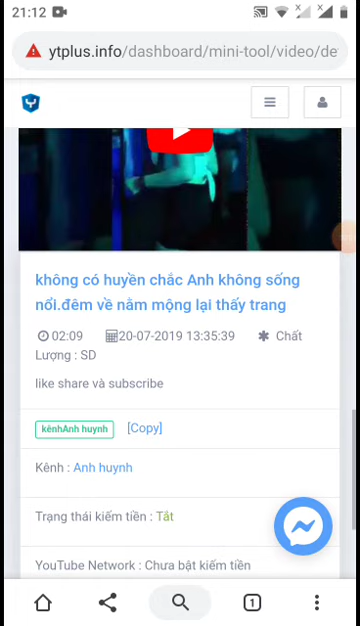 21:12
ytplus.info/dashboard/mini-tool/video/de
không có huyền chắc Anh không sống
nổi.đêm về nằm mộng lại thấy trang
02:09 20-07-2019 13:35:39 Chất
Lượng : SD
like share và subscribe
kênhAnh huynh [Copy]
Kênh : Anh huynh
Trạng thái kiếm tiền : Tắt
YouTube Network : Chưa bật kiếm tiền
1